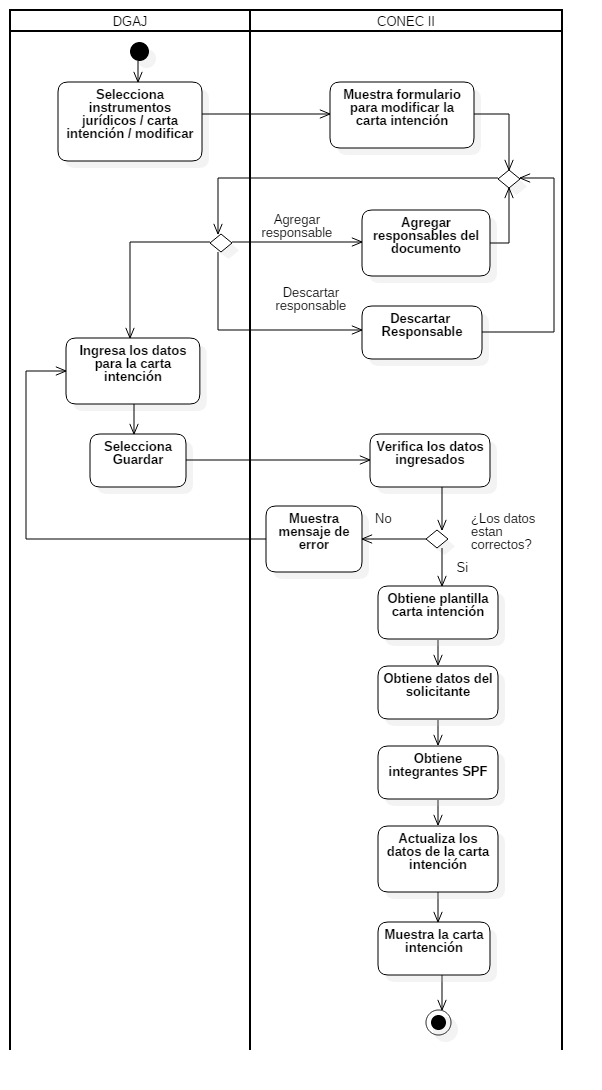 DGAJ
CONEC II
Selecciona
instrumentos
jurídicos / carta
intención / modificar
Muestra formulario
para modificar la
carta intención
Agregar
responsable
Agregar
responsables del
documento
Descartar
responsable
Descartar
Responsable
Ingresa los datos
para la carta
intención
Selecciona
Guardar
Verifica los datos
ingresados
Muestra
mensaje de
error
No
¿Los datos
estan
correctos?
Si
Obtiene plantilla
carta intención
Obtiene datos del
solicitante
Obtiene
integrantes SPF
Actualiza los
datos de la carta
intención
Muestra la carta
intención